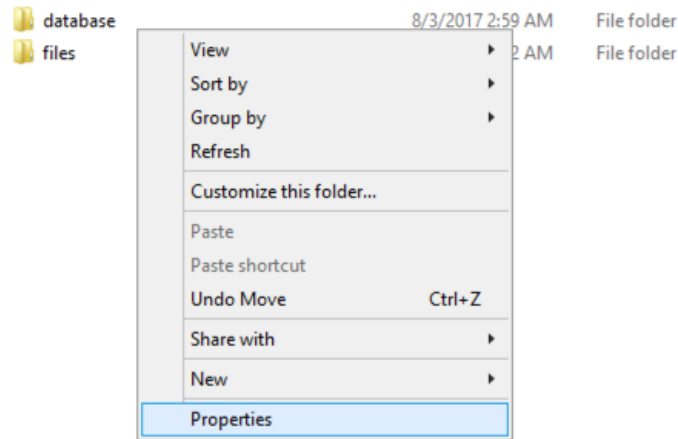 database 8/3/2017 2:59 AM File folder
files 2 AM File folder
View
Sort by
Group by
Refresh
Customize this folder...
Paste
Paste shortcut
Undo Move Ctrl+Z
Share with
New
Properties